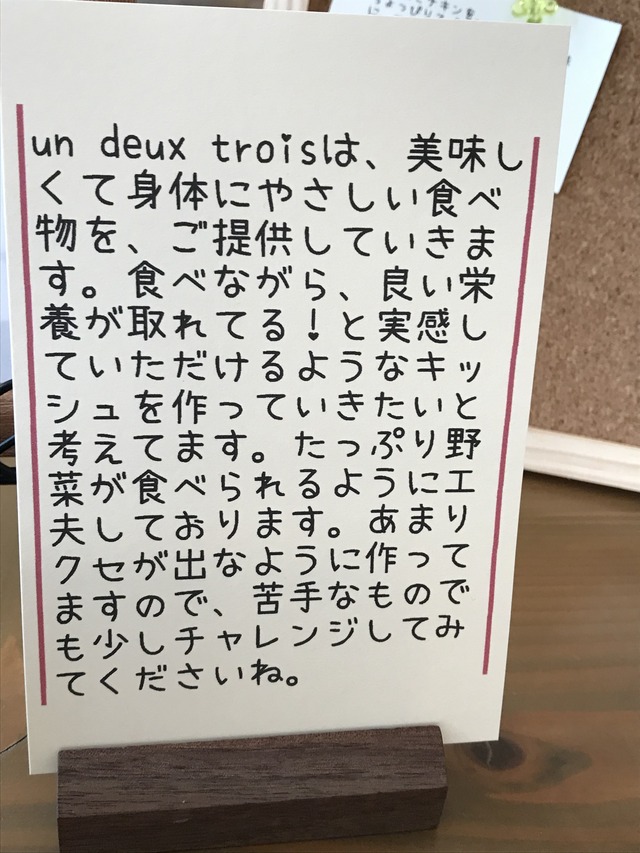 un deux troisは、美味し
くて身体にやさしい食べ
物を、ご提供していきま
す。食べながら、良い栄
養が取れてる！と実感し
ていただけるようなキッ
シュを作っていきたいと
考えてます。たっぷり野
菜が食べられるように工
夫しております。あまり
クセが出なように作って
ますので、苦手なもので
も少しチャレンジしてみ
てくださいね。